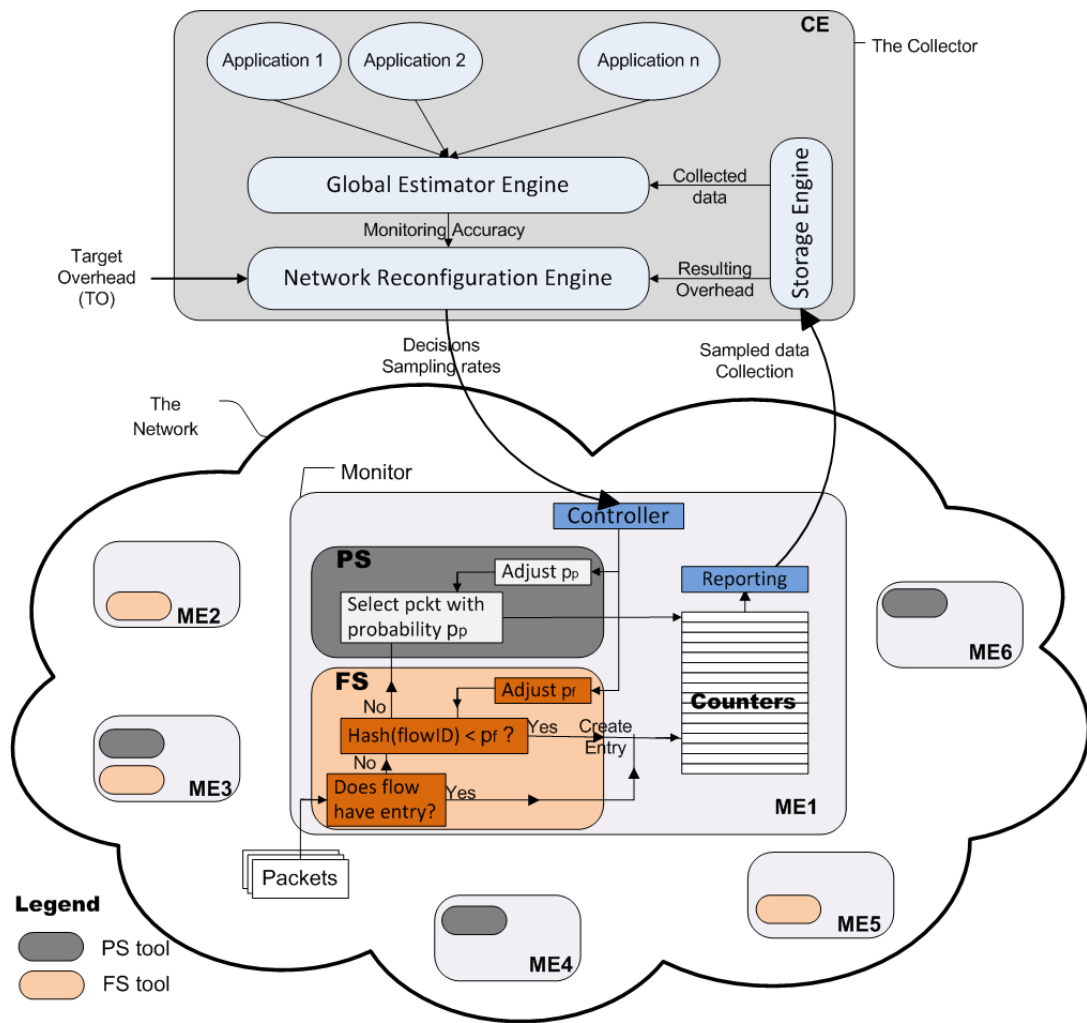 CE
The Collector
Application 1
Application 2
Application n
Global Estimator Engine
Collected
data
Storage Engine
Monitoring Accuracy
Target
Overhead
(TO)
Network Reconfiguration Engine
Resulting
Overhead
Decisions
Sampling rates
Sampled data
Collection
The
Network
Monitor
Controller
PS
Adjust pp
Select pckt with
probability pp
Reporting
ME2
ME6
FS
Adjust pf
No
Hash(flowID) < pf ?
Yes
Create
Entry
Counters
No
Does flow
have entry?
Yes
ME3
ME1
Packets
ME4
ME5
Legend
PS tool
FS tool